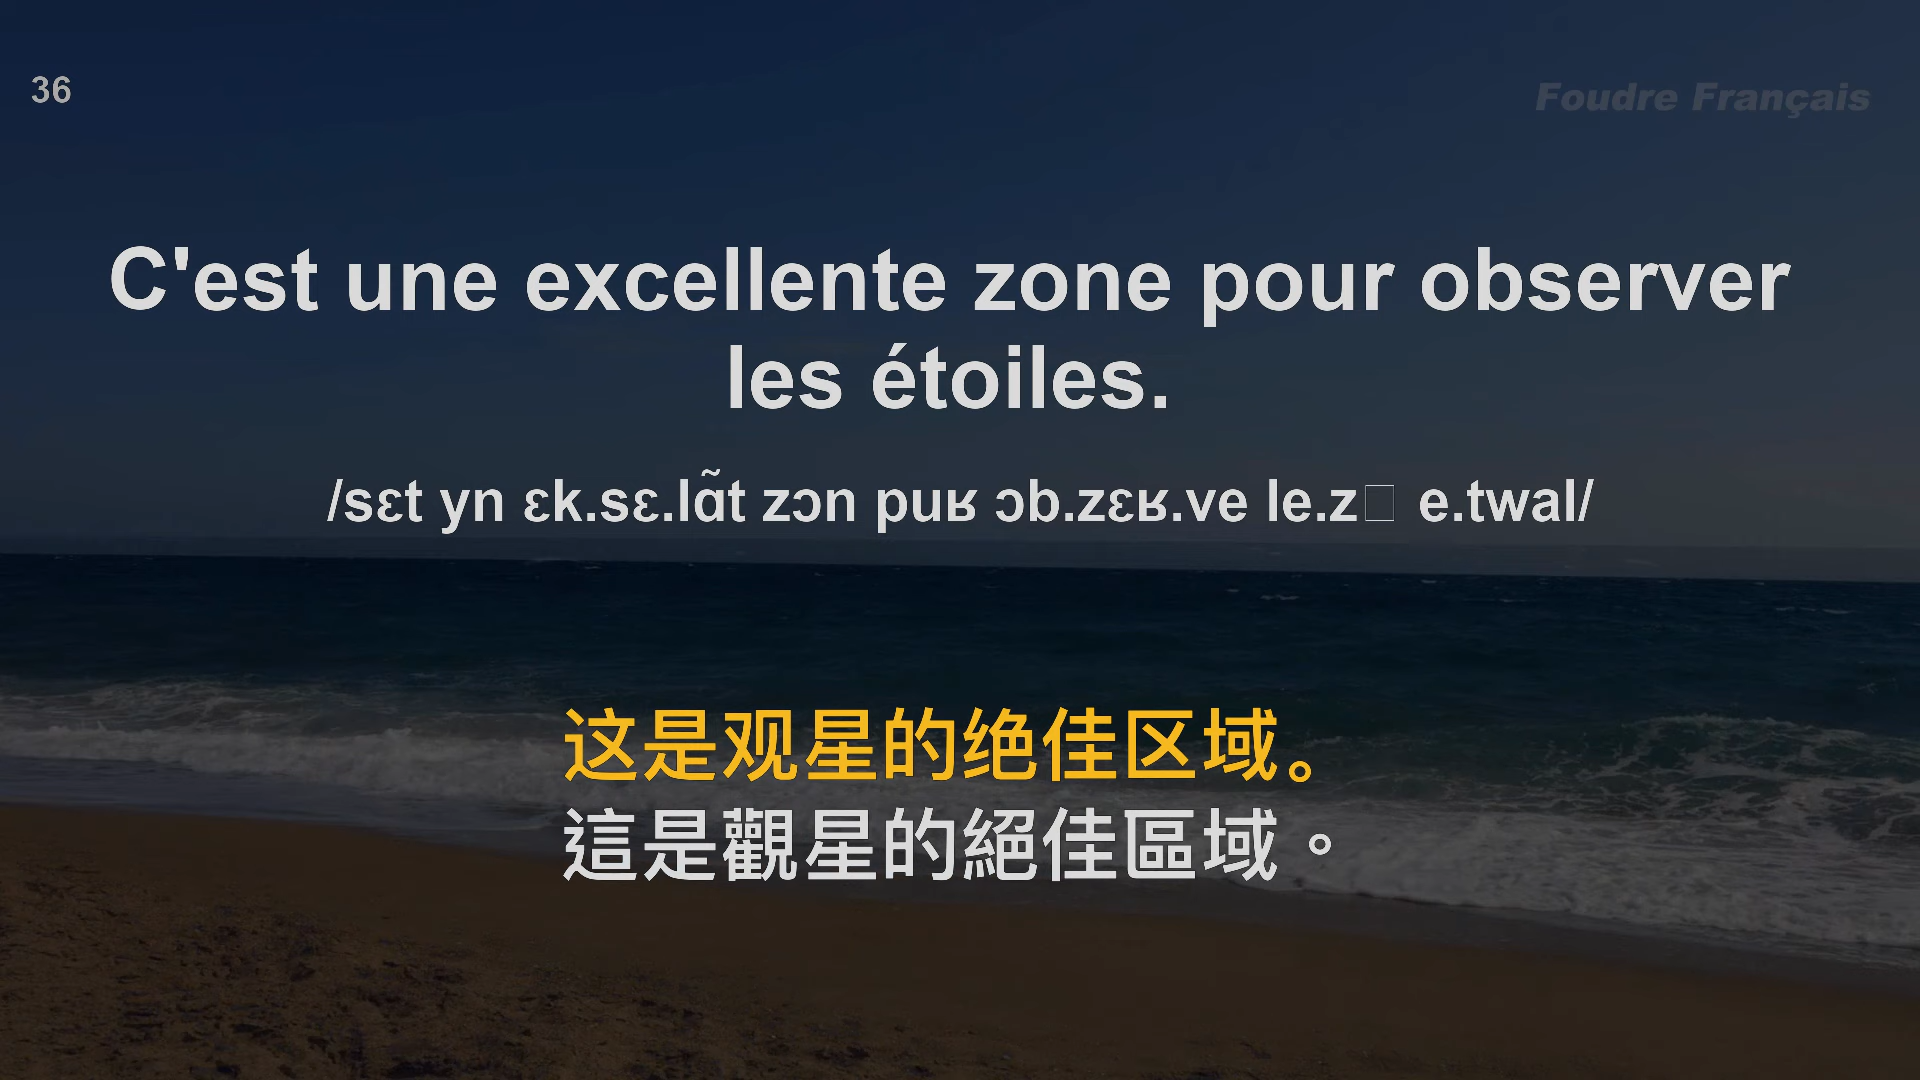 36
Foudre Français
C'est une excellente zone pour observer
les étoiles.
/sɛt yn ɛk.sɛ.lɑ̃t zɔn puʁ ɔb.zɛʁ.ve le.z□ e.twal/
这是观星的绝佳区域。
這是觀星的絕佳區域。